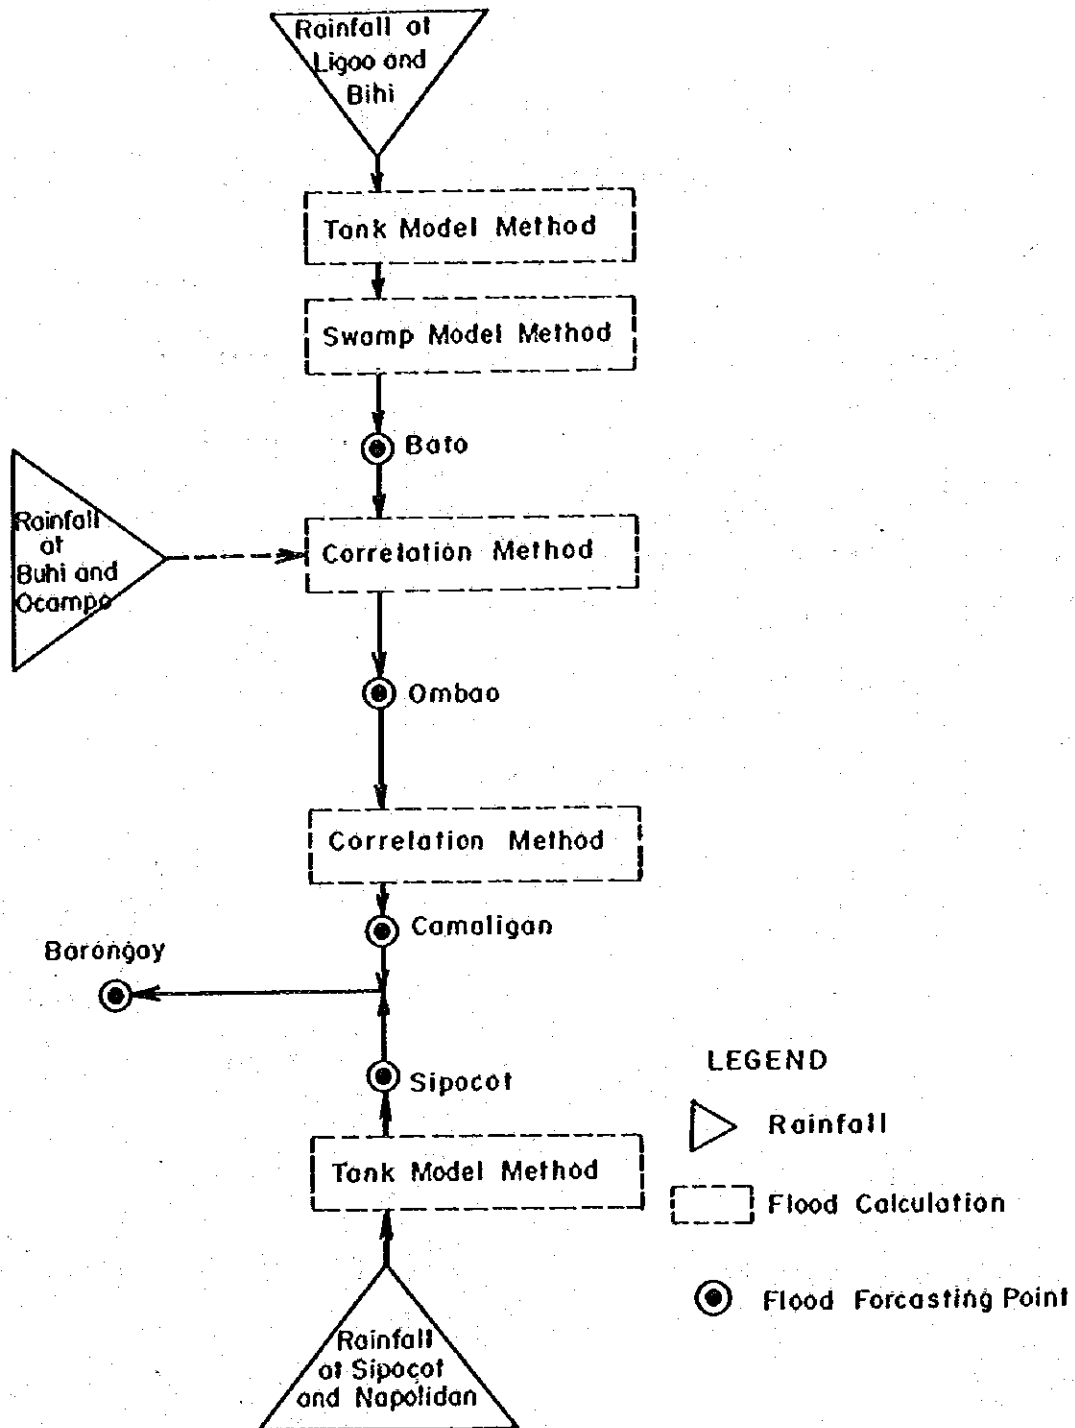 Rainfall at
Ligao and
Bihi
Tank Model Method
Swamp Model Method
Bato
Rainfall
at
Buhi and
Ocampo
Correlation Method
Ombao
Correlation Method
Camaligan
Barongay
Sipocot
Tank Model Method
Rainfall
at Sipocot
and Napolidan
LEGEND
Rainfall
Flood Calculation
Flood Forcasting Point